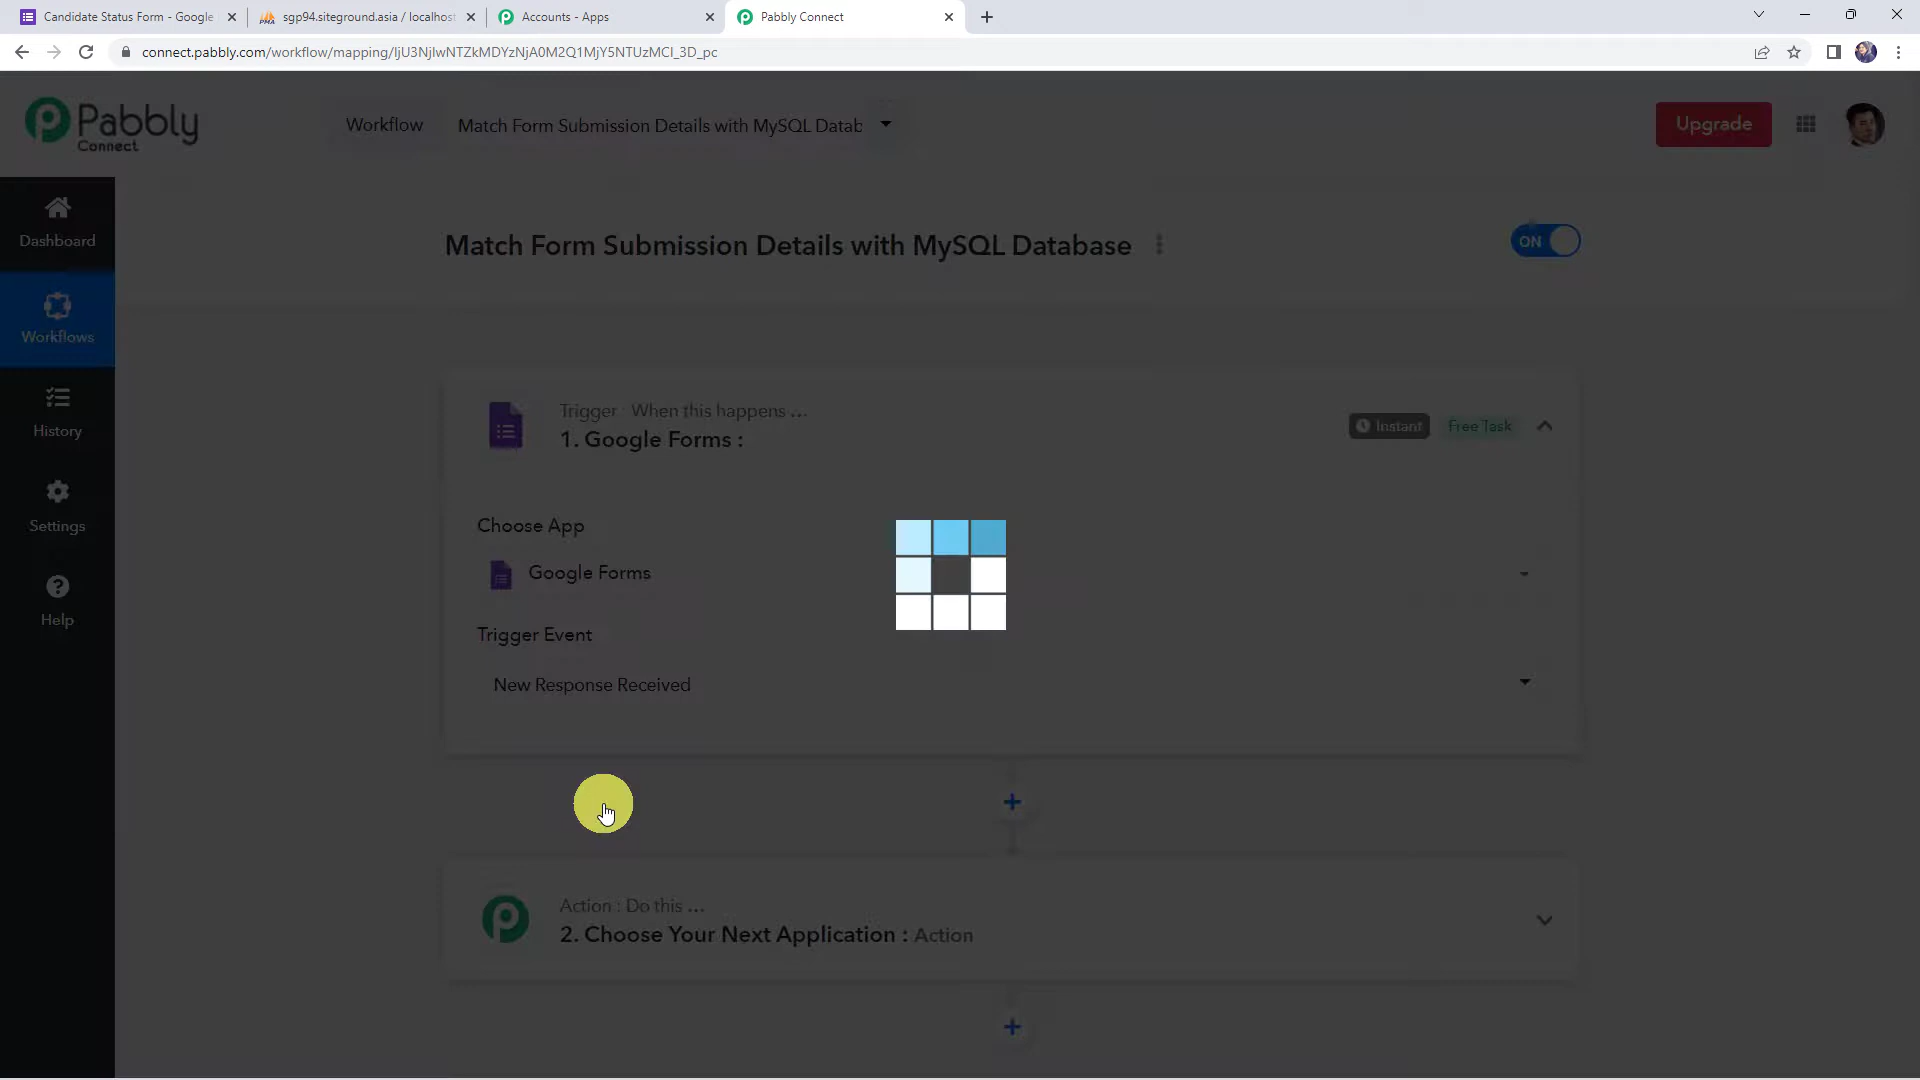 Candidate Status Form - Google
sgp94.siteground.asia / localhost
Accounts - Apps
Pabbly Connect
connect.pabbly.com/workflow/mapping/IjU3NjIwNTZkMDYzNjA0M2Q1MjY5NTUzMCI_3D_pc
Pabbly
Connect
Workflow
Match Form Submission Details with MySQL Datab
Upgrade
Dashboard
Workflows
History
Settings
Help
Match Form Submission Details with MySQL Database
ON
Trigger : When this happens ...
1. Google Forms :
Instant
Free Task
Choose App
Google Forms
Trigger Event
New Response Received
Action : Do this ...
2. Choose Your Next Application : Action